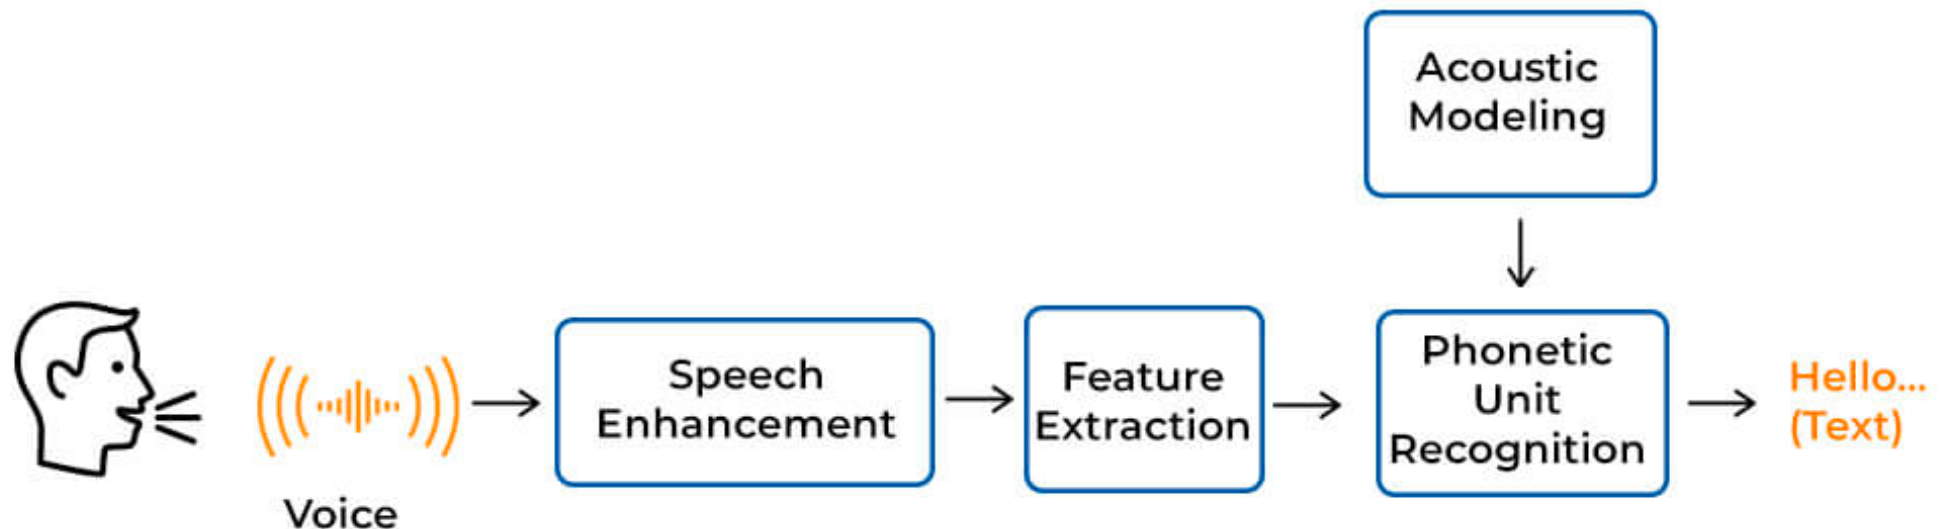 Acoustic
Modeling
Voice
Speech
Enhancement
Feature
Extraction
Phonetic
Unit
Recognition
Hello...
(Text)